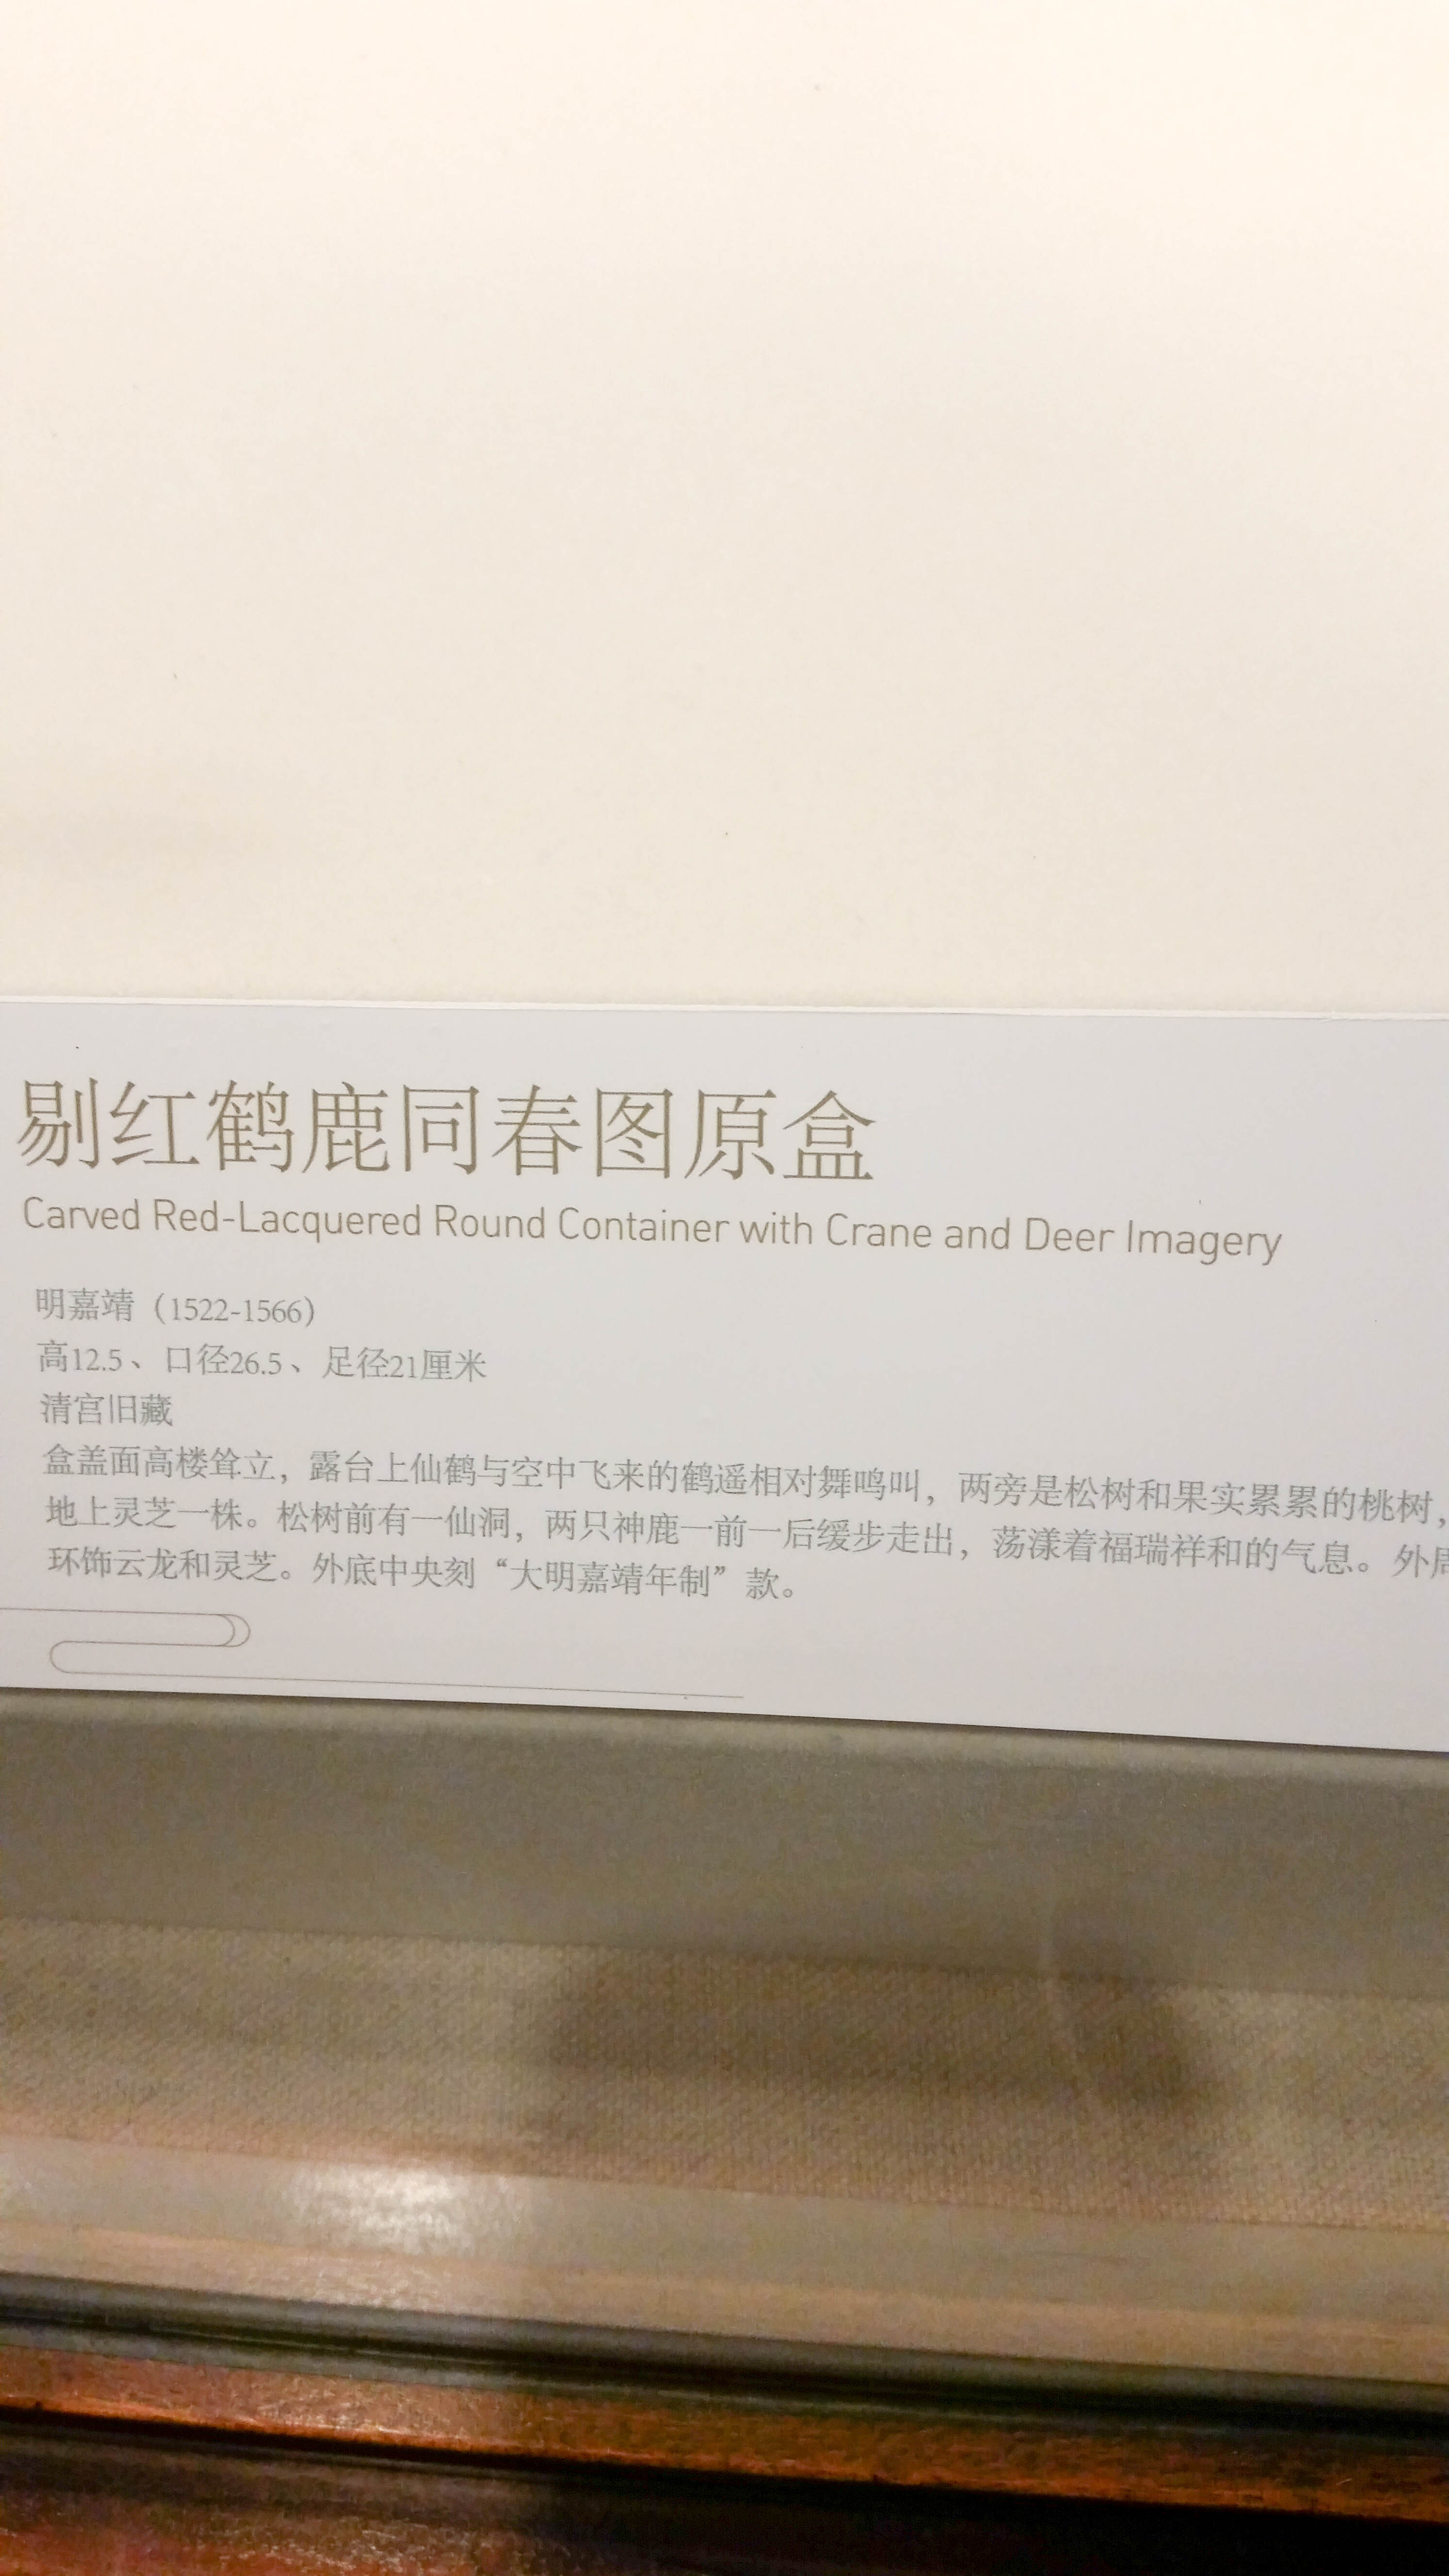 剔红鹤鹿同春图原盒
Carved Red-Lacquered Round Container with Crane and Deer Imagery
明嘉靖（1522-1566）
高12.5、口径26.5、足径21厘米
清宫旧藏
盒盖面高楼耸立，露台上仙鹤与空中飞来的鹤遥相对舞鸣叫，两旁是松树和果实累累的桃树，
地上灵芝一株。松树前有一仙洞，两只神鹿一前一后缓步走出，荡漾着福瑞祥和的气息。外周
环饰云龙和灵芝。外底中央刻“大明嘉靖年制”款。